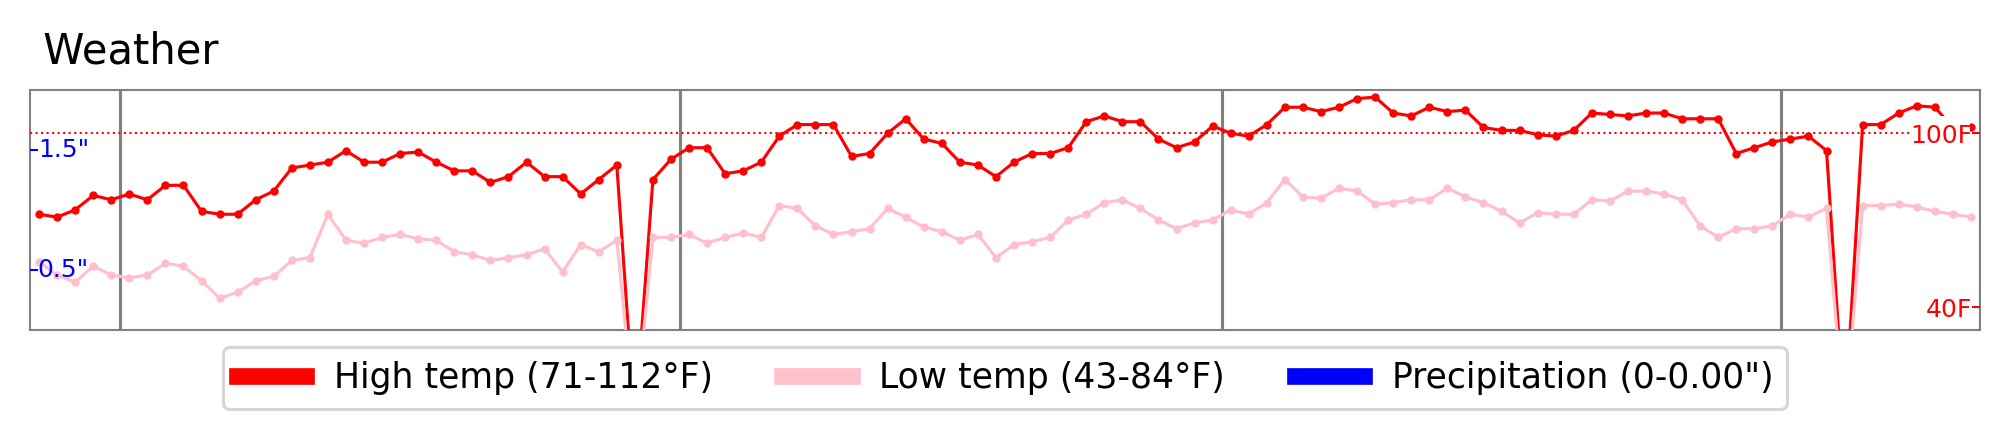 Weather
1.5"
100F
0.5"
40F
High temp (71-112°F) Low temp (43-84°F) Precipitation (0-0.00")